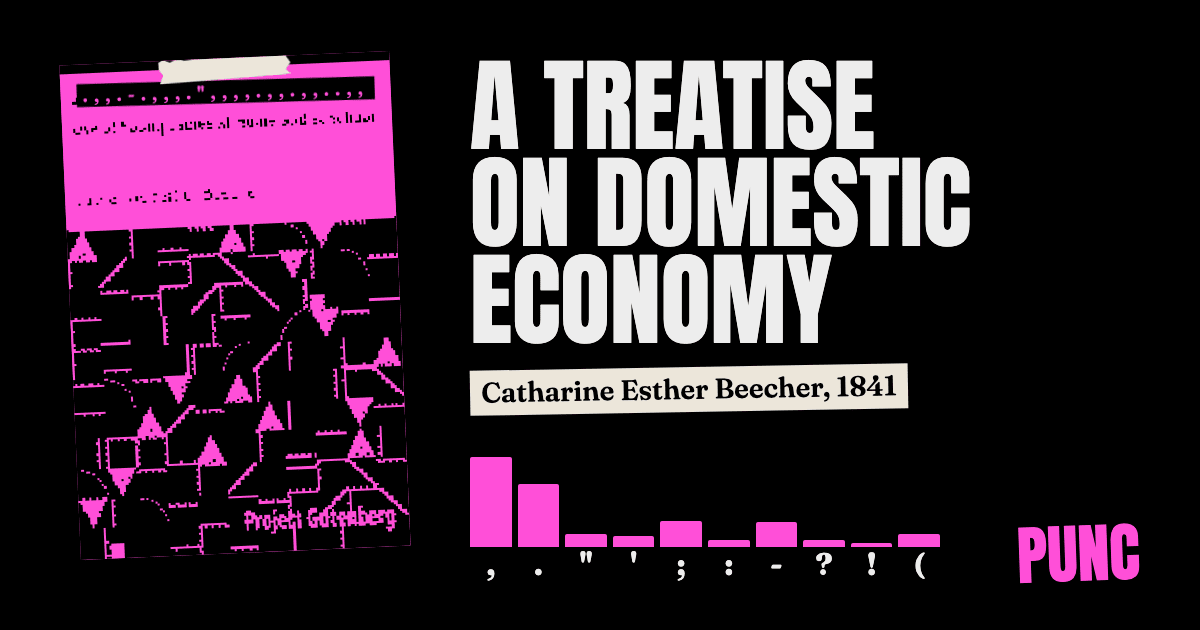 . , , . - . , , , . " , , , , . , , . , , . . , ,
Project Gutenberg
A TREATISE
ON DOMESTIC
ECONOMY
Catharine Esther Beecher, 1841
, . " ' ; : - ? ! (
PUNC